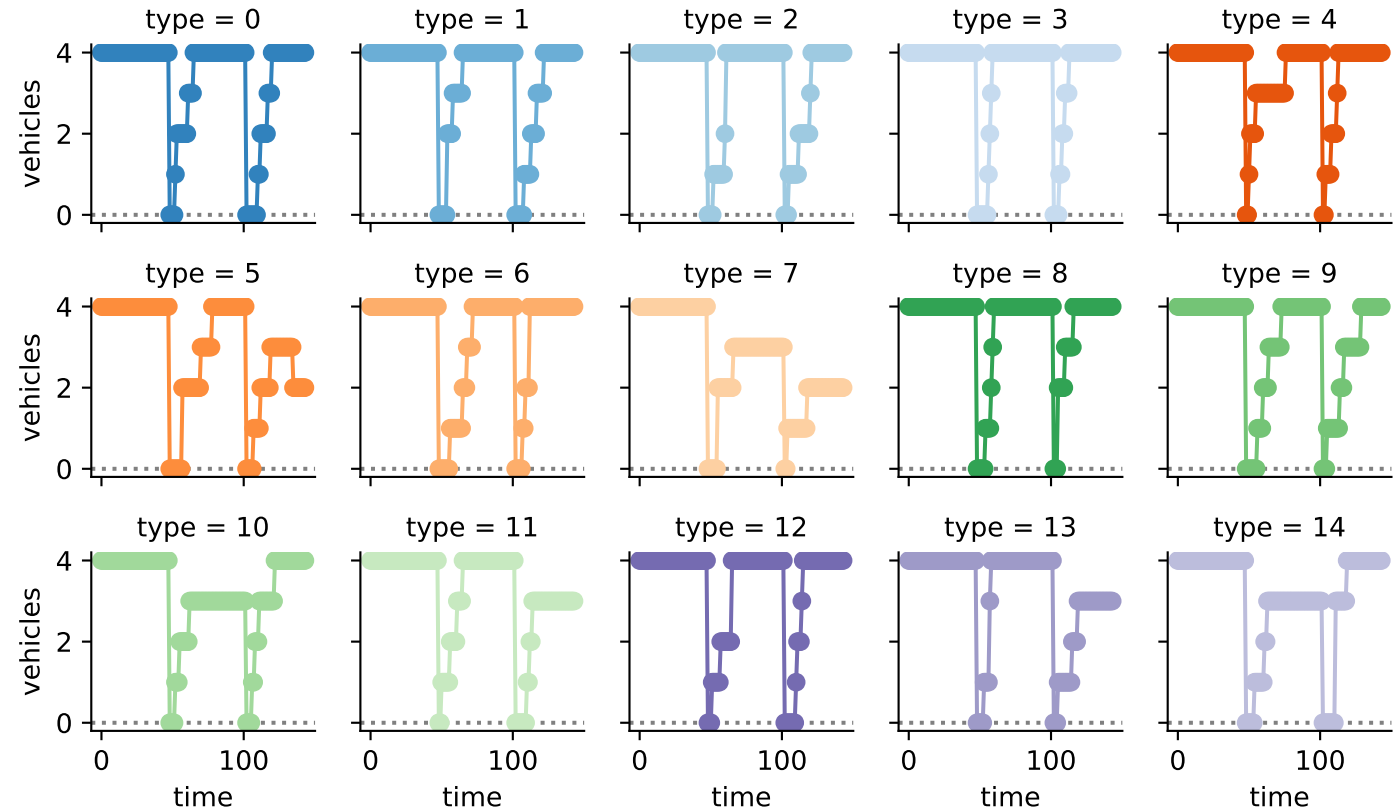 type = 0 type = 1 type = 2 type = 3 type = 4
4
2
0
vehicles
type = 5 type = 6 type = 7 type = 8 type = 9
4
2
0
vehicles
type = 10 type = 11 type = 12 type = 13 type = 14
4
2
0
vehicles
0 100 0 100 0 100 0 100 0 100
time time time time time